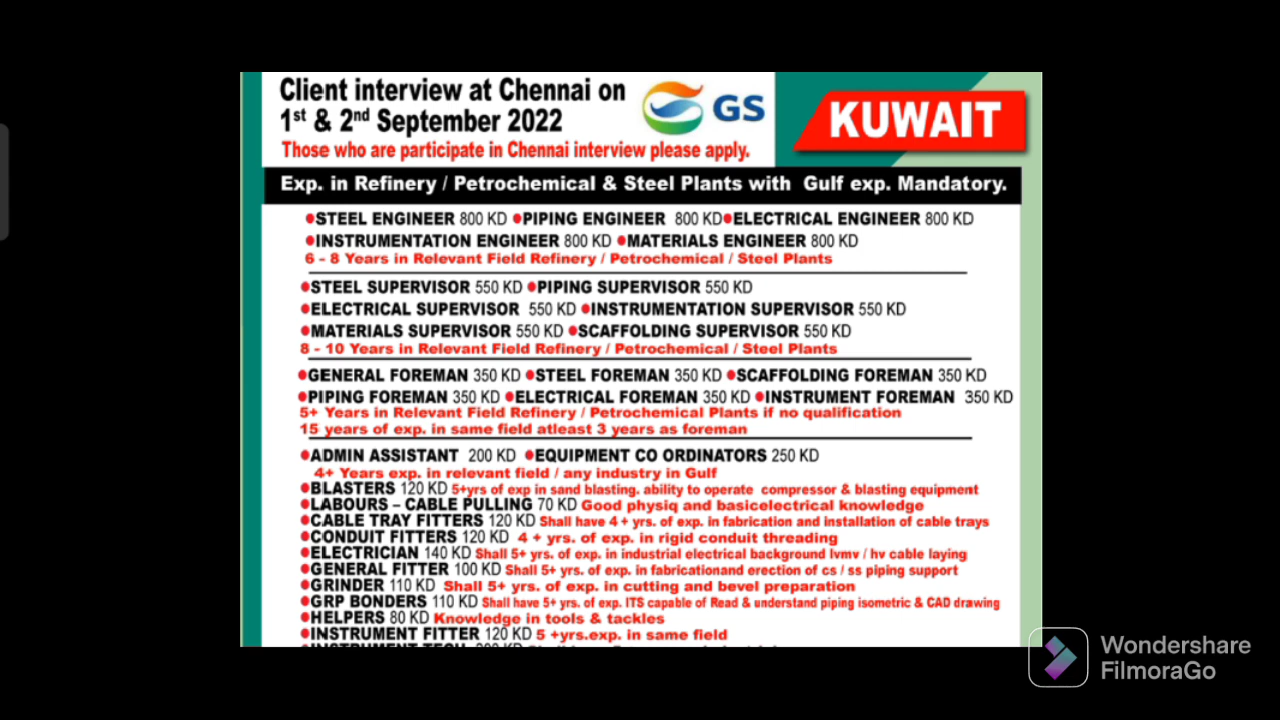 Client interview at Chennai on
1st & 2nd September 2022
Those who are participate in Chennai interview please apply.
GS
KUWAIT
Exp. in Refinery / Petrochemical & Steel Plants with Gulf exp. Mandatory.
•STEEL ENGINEER 800 KD •PIPING ENGINEER 800 KD•ELECTRICAL ENGINEER 800 KD
•INSTRUMENTATION ENGINEER 800 KD •MATERIALS ENGINEER 800 KD
6 - 8 Years in Relevant Field Refinery / Petrochemical / Steel Plants
•STEEL SUPERVISOR 550 KD •PIPING SUPERVISOR 550 KD
•ELECTRICAL SUPERVISOR 550 KD •INSTRUMENTATION SUPERVISOR 550 KD
•MATERIALS SUPERVISOR 550 KD •SCAFFOLDING SUPERVISOR 550 KD
8 - 10 Years in Relevant Field Refinery / Petrochemical / Steel Plants
•GENERAL FOREMAN 350 KD •STEEL FOREMAN 350 KD •SCAFFOLDING FOREMAN 350 KD
•PIPING FOREMAN 350 KD •ELECTRICAL FOREMAN 350 KD •INSTRUMENT FOREMAN 350 KD
5+ Years in Relevant Field Refinery / Petrochemical Plants if no qualification
15 years of exp. in same field atleast 3 years as foreman
•ADMIN ASSISTANT 200 KD •EQUIPMENT CO ORDINATORS 250 KD
4+ Years exp. in relevant field / any industry in Gulf
•BLASTERS 120 KD 5+yrs of exp in sand blasting. ability to operate compressor & blasting equipment
•LABOURS – CABLE PULLING 70 KD Good physiq and basicelectrical knowledge
•CABLE TRAY FITTERS 120 KD Shall have 4 + yrs. of exp. in fabrication and installation of cable trays
•CONDUIT FITTERS 120 KD 4 + yrs. of exp. in rigid conduit threading
•ELECTRICIAN 140 KD Shall 5+ yrs. of exp. in industrial electrical background lvmv / hv cable laying
•GENERAL FITTER 100 KD Shall 5+ yrs. of exp. in fabricationand erection of cs / ss piping support
•GRINDER 110 KD Shall 5+ yrs. of exp. in cutting and bevel preparation
•GRP BONDERS 110 KD Shall have 5+ yrs. of exp. ITS capable of Read & understand piping isometric & CAD drawing
•HELPERS 80 KD Knowledge in tools & tackles
•INSTRUMENT FITTER 120 KD 5 +yrs.exp. in same field
Wondershare
FilmoraGo